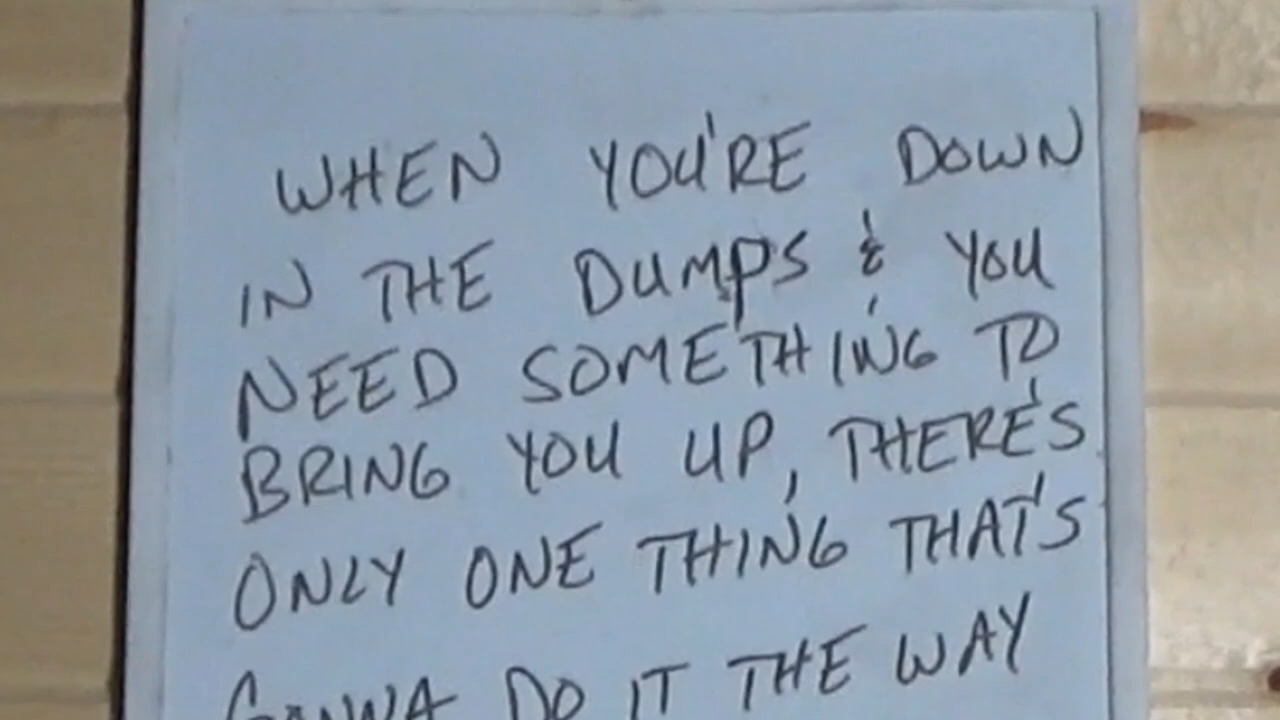 WHEN YOU'RE DOWN
IN THE DUMPS & YOU
NEED SOMETHING TO
BRING YOU UP, THERE'S
ONLY ONE THING THAT'S
GONNA DO IT THE WAY